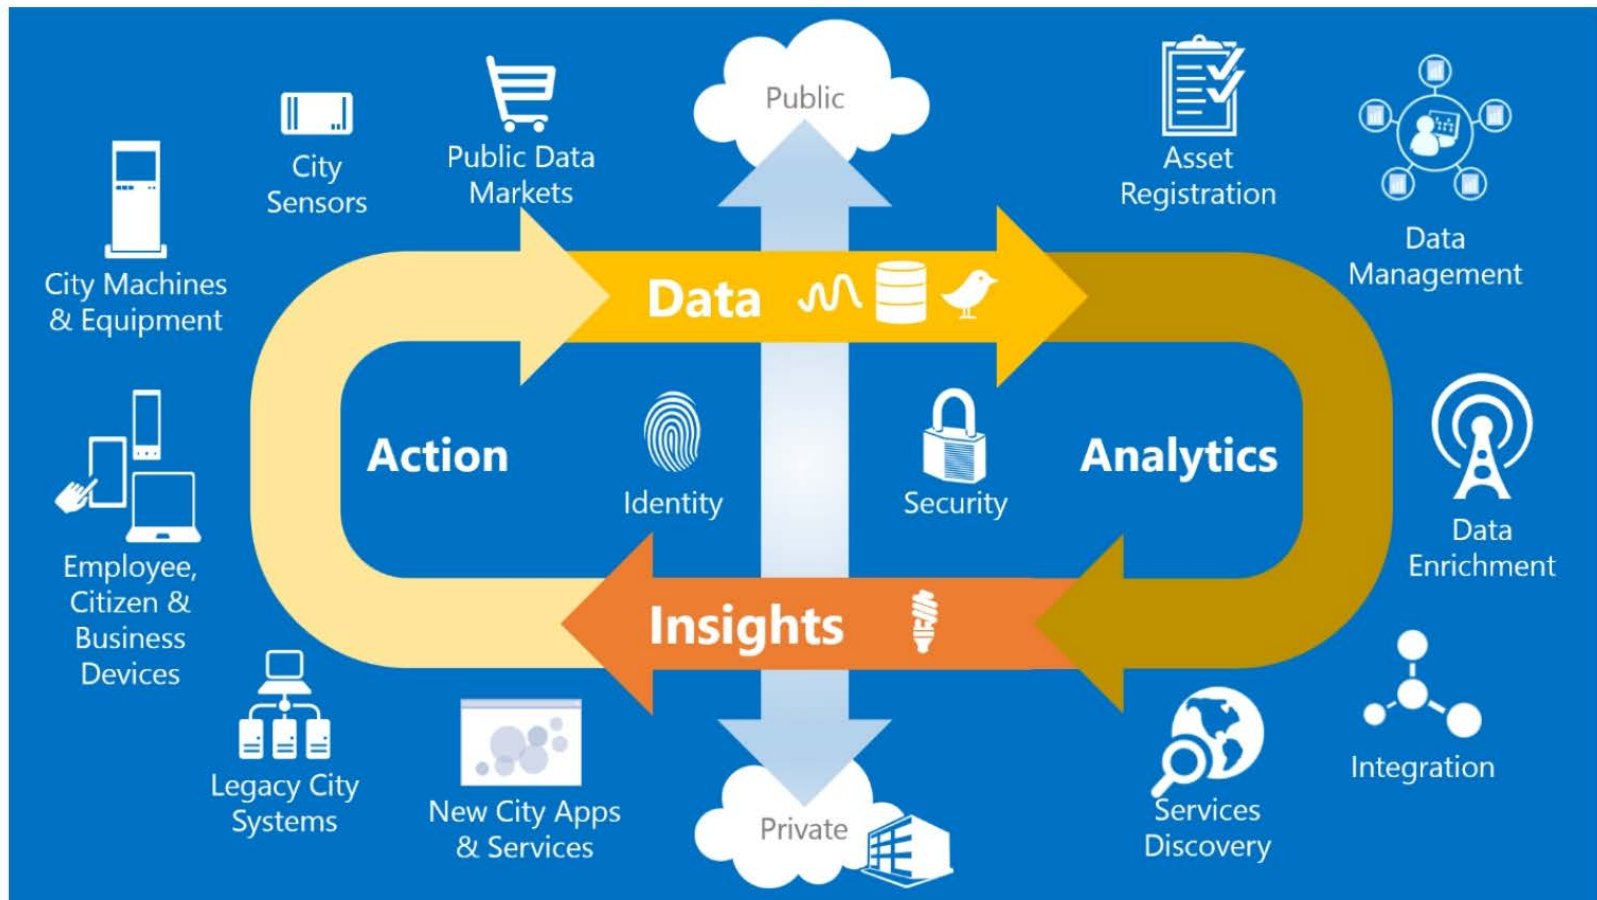 Public
City
Sensors
Public Data
Markets
Asset
Registration
City Machines
& Equipment
Data
Management
Data
Action
Identity
Security
Analytics
Employee,
Citizen &
Business
Devices
Data
Enrichment
Insights
Legacy City
Systems
New City Apps
& Services
Private
Services
Discovery
Integration